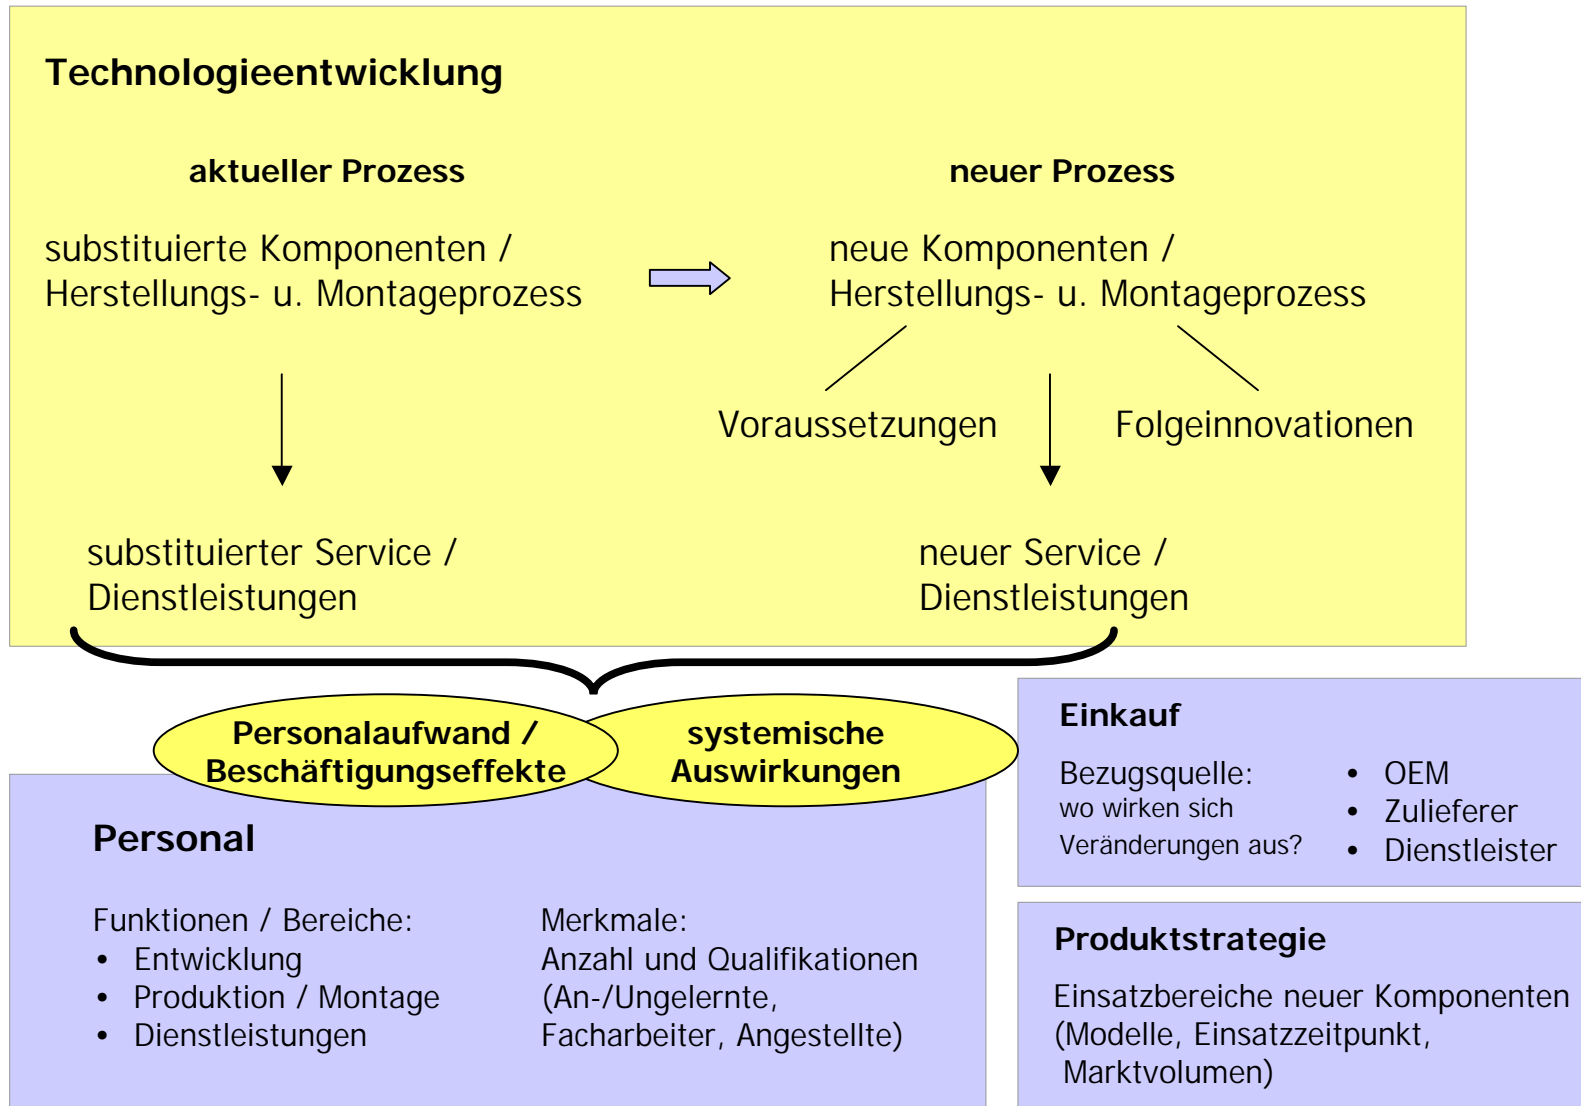 Technologieentwicklung
aktueller Prozess
neuer Prozess
substituierte Komponenten /
Herstellungs- u. Montageprozess
neue Komponenten /
Herstellungs- u. Montageprozess
Voraussetzungen
Folgeinnovationen
substituierter Service /
Dienstleistungen
neuer Service /
Dienstleistungen
Personalaufwand /
Beschäftigungseffekte
systemische
Auswirkungen
Personal
Funktionen / Bereiche:
• Entwicklung
• Produktion / Montage
• Dienstleistungen
Merkmale:
Anzahl und Qualifikationen
(An-/Ungelernte,
Facharbeiter, Angestellte)
Einkauf
Bezugsquelle:
wo wirken sich
Veränderungen aus?
• OEM
• Zulieferer
• Dienstleister
Produktstrategie
Einsatzbereiche neuer Komponenten
(Modelle, Einsatzzeitpunkt,
Marktvolumen)